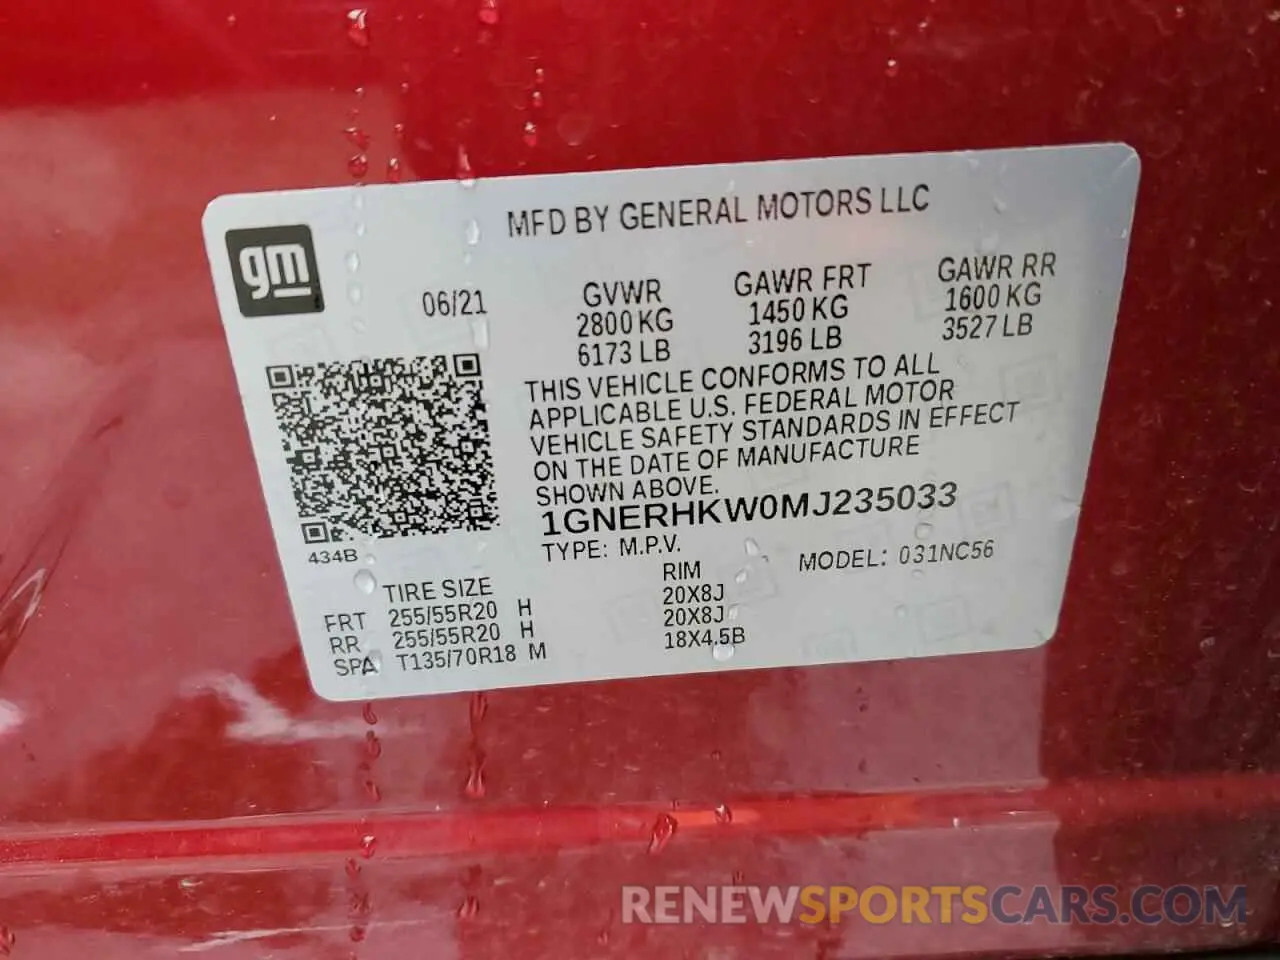 MFD BY GENERAL MOTORS LLC
gm
06/21
GVWR
2800 KG
6173 LB
GAWR FRT
1450 KG
3196 LB
GAWR RR
1600 KG
3527 LB
THIS VEHICLE CONFORMS TO ALL
APPLICABLE U.S. FEDERAL MOTOR
VEHICLE SAFETY STANDARDS IN EFFECT
ON THE DATE OF MANUFACTURE
SHOWN ABOVE.
1GNERHKW0MJ235033
434B
TYPE: M.P.V.
MODEL: 031NC56
TIRE SIZE RIM
FRT 255/55R20 H 20X8J
RR 255/55R20 H 20X8J
SPA T135/70R18 M 18X4.5B
RENEWSPORTSCARS.COM